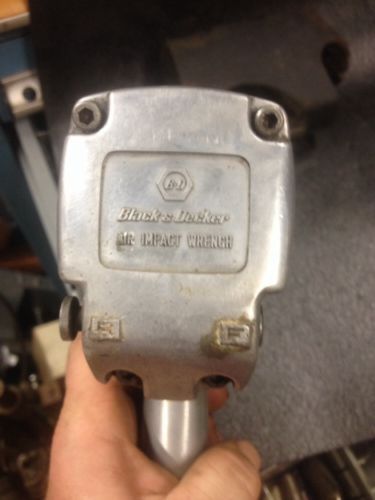 B&D
Black & Decker
AIR IMPACT WRENCH
R F